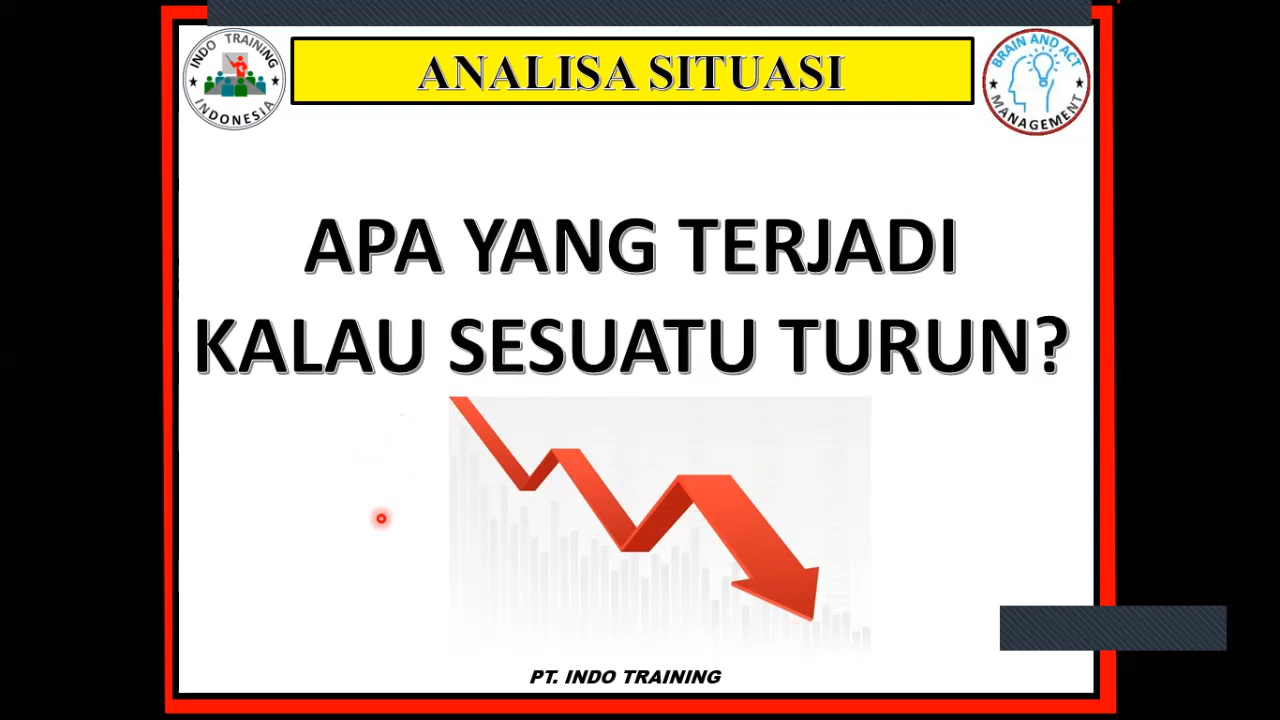 INDO TRAINING
INDONESIA
ANALISA SITUASI
BRAIN AND ACT
MANAGEMENT
APA YANG TERJADI
KALAU SESUATU TURUN?
PT. INDO TRAINING